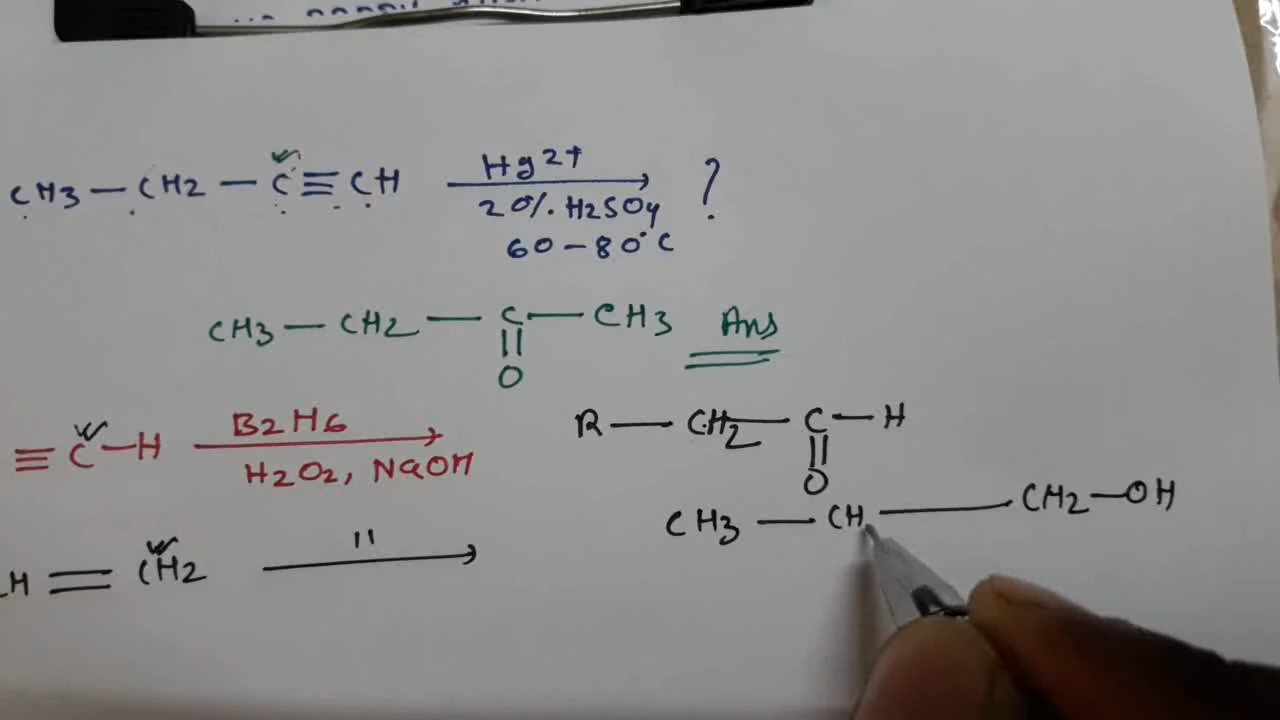 CH3 — CH2 — C ≡ CH Hg2+ ?
20%. H2SO4
60 – 80°C
CH3 — CH2 — C — CH3 Ans
O
≡ C — H B2H6 R — CH2 — C — H
H2O2, NaOH
O
CH3 — CH — CH2 — OH
H = CH2 "